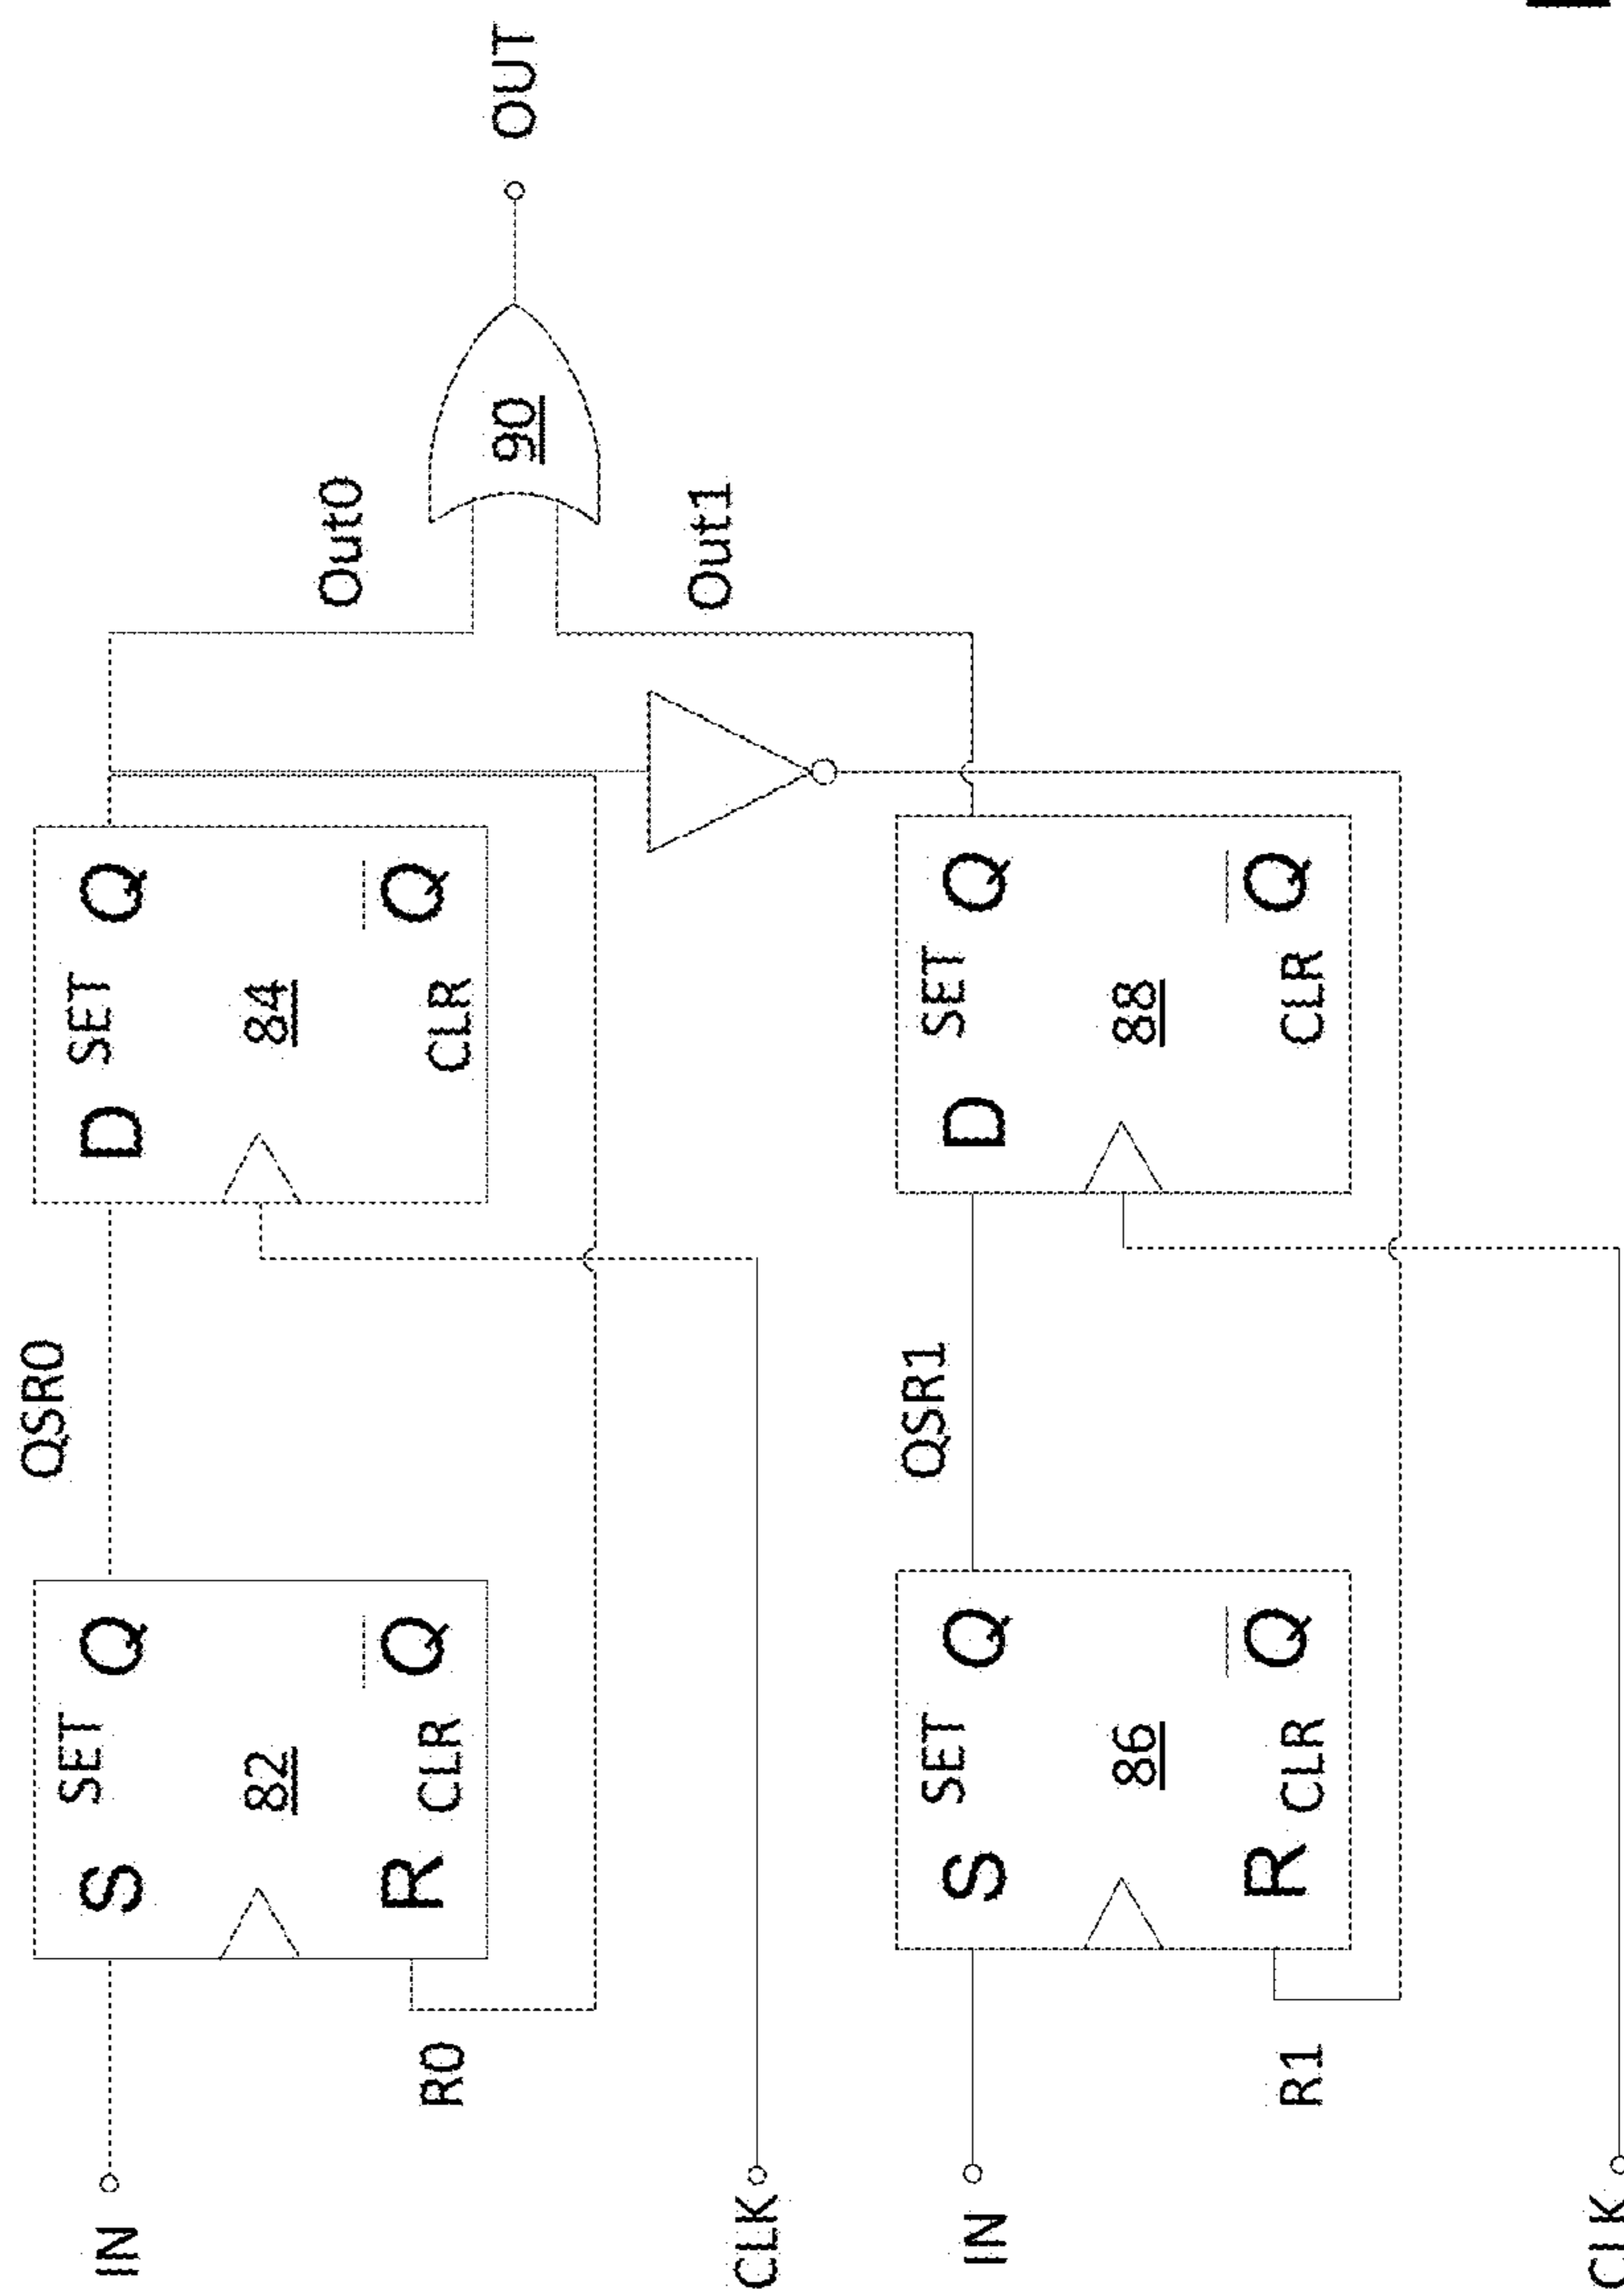 IN
S
SET
Q
82
R
CLR
Q
R0
QSR0
D
SET
Q
84
CLR
Q
CLK
Out0
90
OUT
Out1
IN
S
SET
Q
86
R
CLR
Q
R1
QSR1
D
SET
Q
88
CLR
Q
CLK